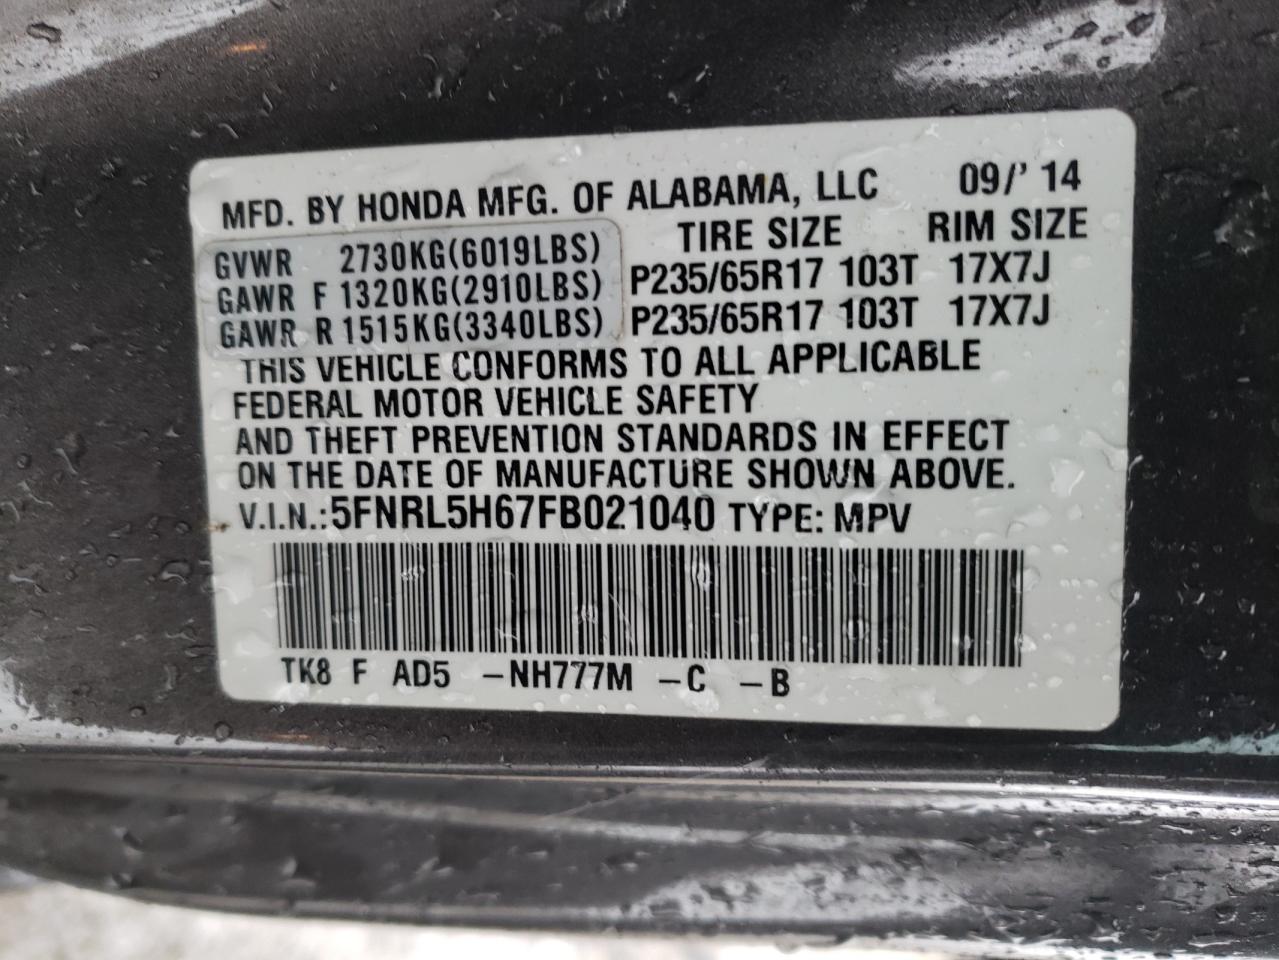 MFD. BY HONDA MFG. OF ALABAMA, LLC 09/' 14
TIRE SIZE RIM SIZE
GVWR 2730KG(6019LBS)
GAWR F 1320KG(2910LBS) P235/65R17 103T 17X7J
GAWR R 1515KG(3340LBS) P235/65R17 103T 17X7J
THIS VEHICLE CONFORMS TO ALL APPLICABLE
FEDERAL MOTOR VEHICLE SAFETY
AND THEFT PREVENTION STANDARDS IN EFFECT
ON THE DATE OF MANUFACTURE SHOWN ABOVE.
V.I.N.:5FNRL5H67FB021040 TYPE: MPV
TK8 F AD5 -NH777M -C -B